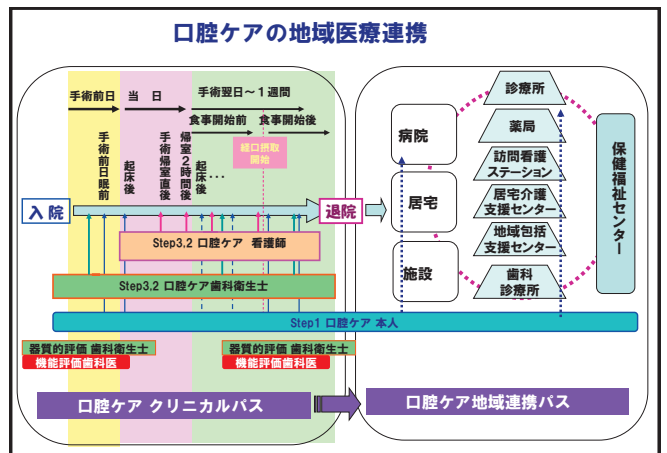 口腔ケアの地域医療連携
手術前日
当 日
手術翌日～１週間
食事開始前
食事開始後
経口摂取
開始
手術前日眠前
起床後
手術帰室直後
帰室２時間後
起床後・・・
入院
退院
Step3.2 口腔ケア 看護師
Step3.2 口腔ケア歯科衛生士
Step1 口腔ケア 本人
器質的評価 歯科衛生士
機能評価歯科医
器質的評価 歯科衛生士
機能評価歯科医
口腔ケア クリニカルパス
病院
居宅
施設
診療所
薬局
訪問看護
ステーション
居宅介護
支援センター
地域包括
支援センター
歯科
診療所
保健福祉センター
口腔ケア地域連携パス